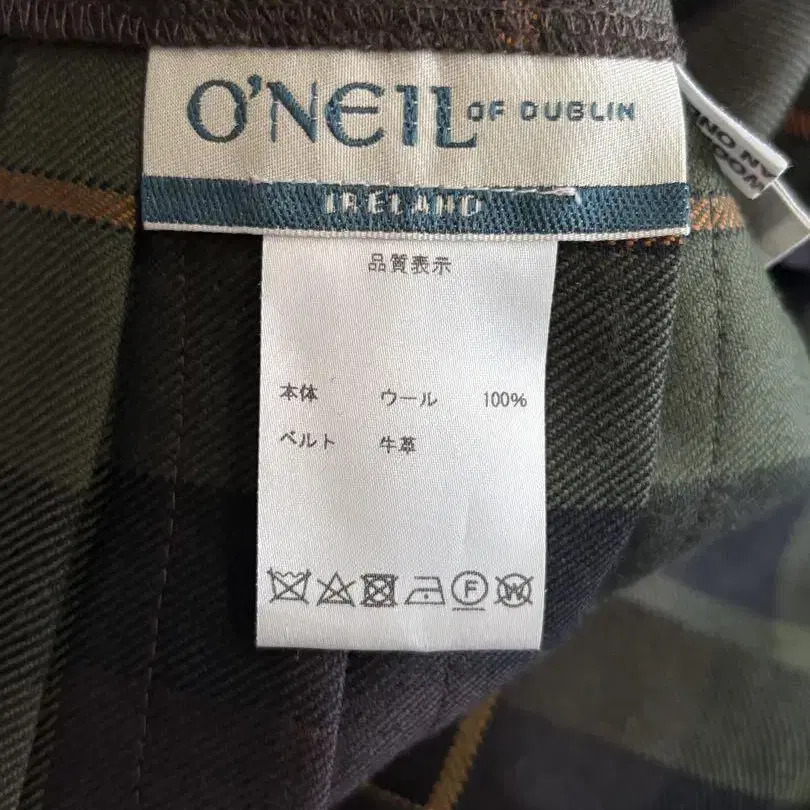 O'NEIL OF DUBLIN
IRELAND
品質表示
本体 ウール 100%
ベルト 牛革
F
W